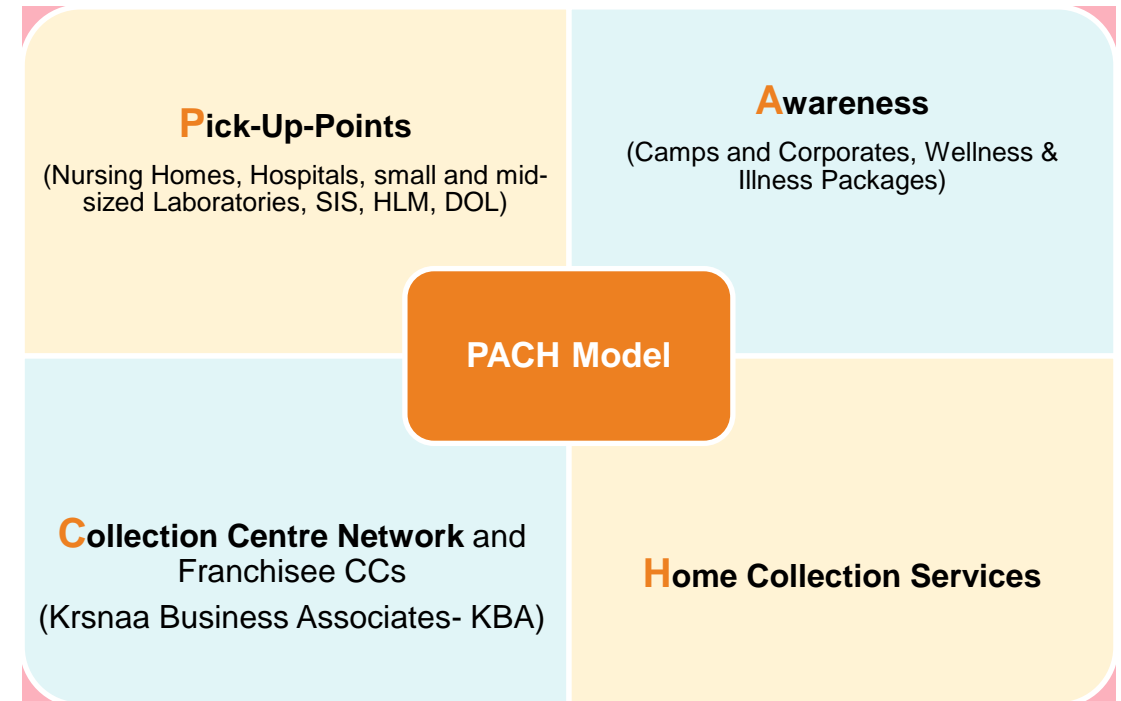 Pick-Up-Points
(Nursing Homes, Hospitals, small and mid-
sized Laboratories, SIS, HLM, DOL)
Awareness
(Camps and Corporates, Wellness &
Illness Packages)
PACH Model
Collection Centre Network and
Franchisee CCs
(Krsnaa Business Associates- KBA)
Home Collection Services